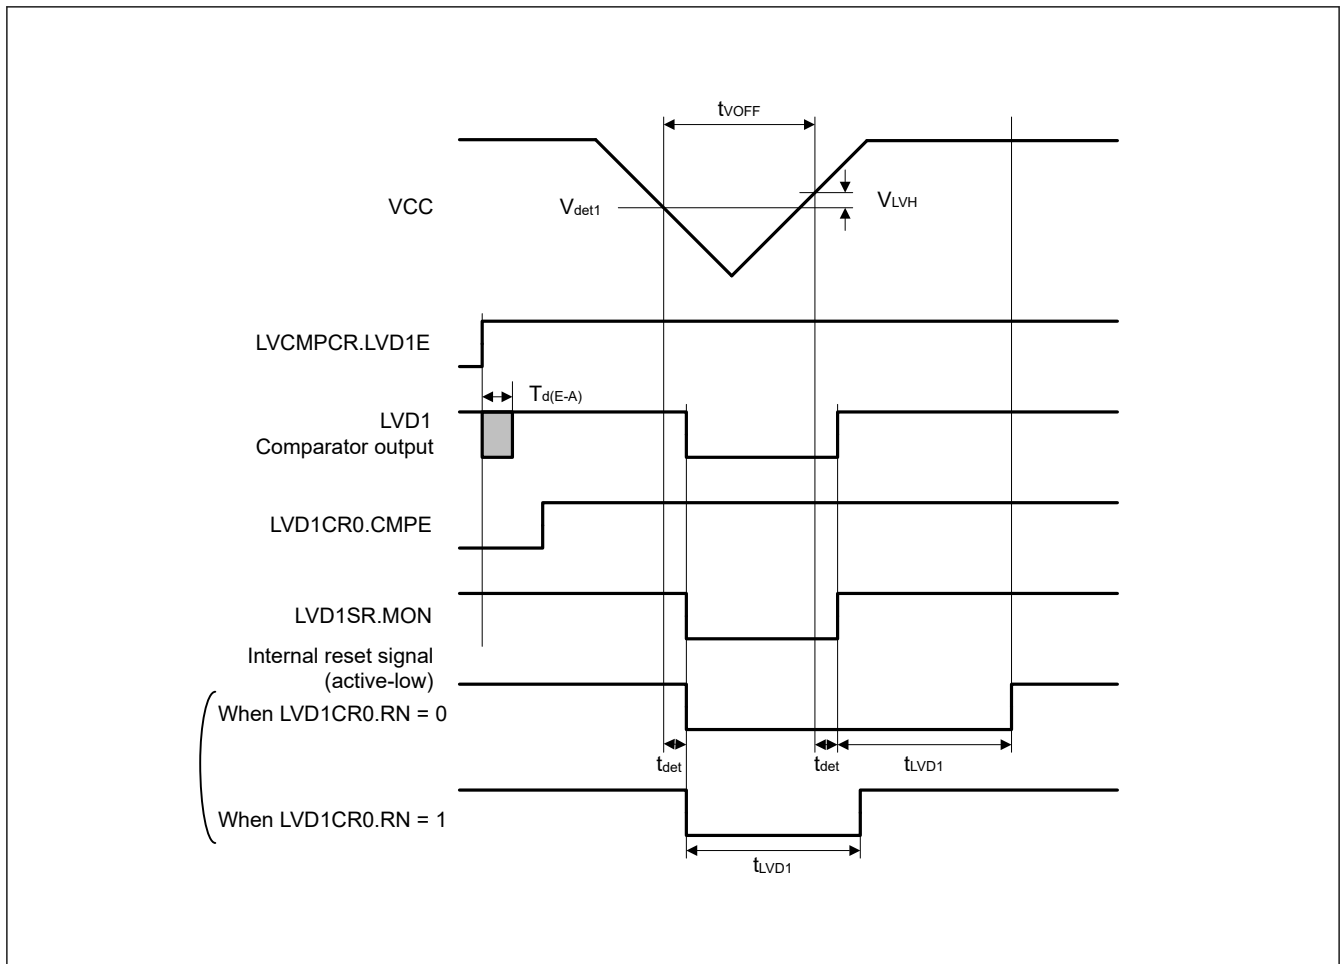 tVOFF
VCC
Vdet1
VLVH
LVCMPCR.LVD1E
Td(E-A)
LVD1
Comparator output
LVD1CR0.CMPE
LVD1SR.MON
Internal reset signal
(active-low)
When LVD1CR0.RN = 0
tdet
tdet
tLVD1
When LVD1CR0.RN = 1
tLVD1